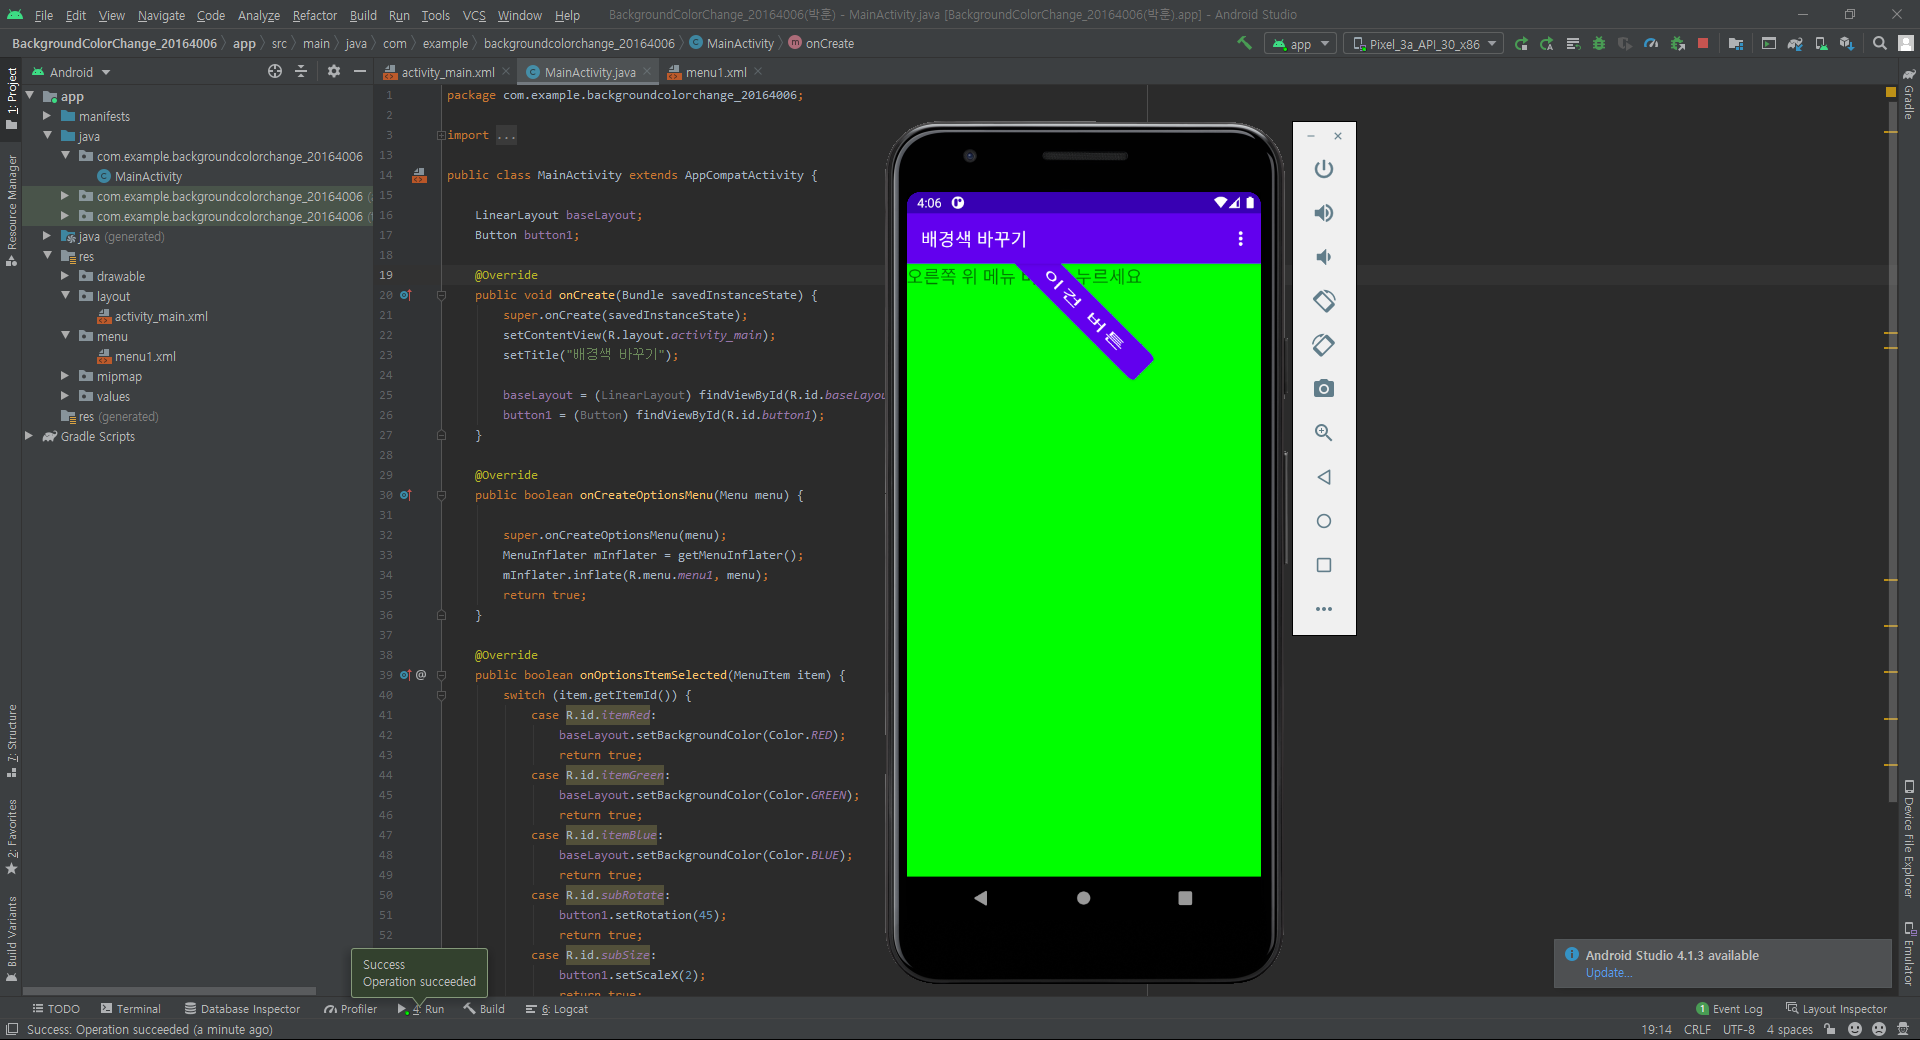 File Edit View Navigate Code Analyze Refactor Build Run Tools VCS Window Help BackgroundColorChange_20164006(박훈) - MainActivity.java [BackgroundColorChange_20164006(박훈).app] - Android Studio
BackgroundColorChange_20164006 app src main java com example backgroundcolorchange_20164006 MainActivity onCreate app Pixel_3a_API_30_x86
Android
activity_main.xml MainActivity.java menu1.xml
1: Project
Resource Manager
7: Structure
2: Favorites
Build Variants
app
manifests
java
com.example.backgroundcolorchange_20164006
MainActivity
com.example.backgroundcolorchange_20164006
com.example.backgroundcolorchange_20164006
java (generated)
res
drawable
layout
activity_main.xml
menu
menu1.xml
mipmap
values
res (generated)
Gradle Scripts
1 package com.example.backgroundcolorchange_20164006;
2
3 import ...
13
14 public class MainActivity extends AppCompatActivity {
15
16 LinearLayout baseLayout;
17 Button button1;
18
19 @Override
20 public void onCreate(Bundle savedInstanceState) {
21 super.onCreate(savedInstanceState);
22 setContentView(R.layout.activity_main);
23 setTitle("배경색 바꾸기");
24
25 baseLayout = (LinearLayout) findViewById(R.id.baseLayou
26 button1 = (Button) findViewById(R.id.button1);
27 }
28
29 @Override
30 public boolean onCreateOptionsMenu(Menu menu) {
31
32 super.onCreateOptionsMenu(menu);
33 MenuInflater mInflater = getMenuInflater();
34 mInflater.inflate(R.menu.menu1, menu);
35 return true;
36 }
37
38 @Override
39 @ public boolean onOptionsItemSelected(MenuItem item) {
40 switch (item.getItemId()) {
41 case R.id.itemRed:
42 baseLayout.setBackgroundColor(Color.RED);
43 return true;
44 case R.id.itemGreen:
45 baseLayout.setBackgroundColor(Color.GREEN);
46 return true;
47 case R.id.itemBlue:
48 baseLayout.setBackgroundColor(Color.BLUE);
49 return true;
50 case R.id.subRotate:
51 button1.setRotation(45);
52 return true;
case R.id.subSize:
button1.setScaleX(2);
return true;
4:06
배경색 바꾸기
오른쪽 위 메뉴 누르세요
이건 버튼
Gradle
Device File Explorer
Emulator
Success
Operation succeeded
Android Studio 4.1.3 available
Update...
TODO Terminal Database Inspector Profiler 4: Run Build 6: Logcat 1 Event Log Layout Inspector
Success: Operation succeeded (a minute ago) 19:14 CRLF UTF-8 4 spaces